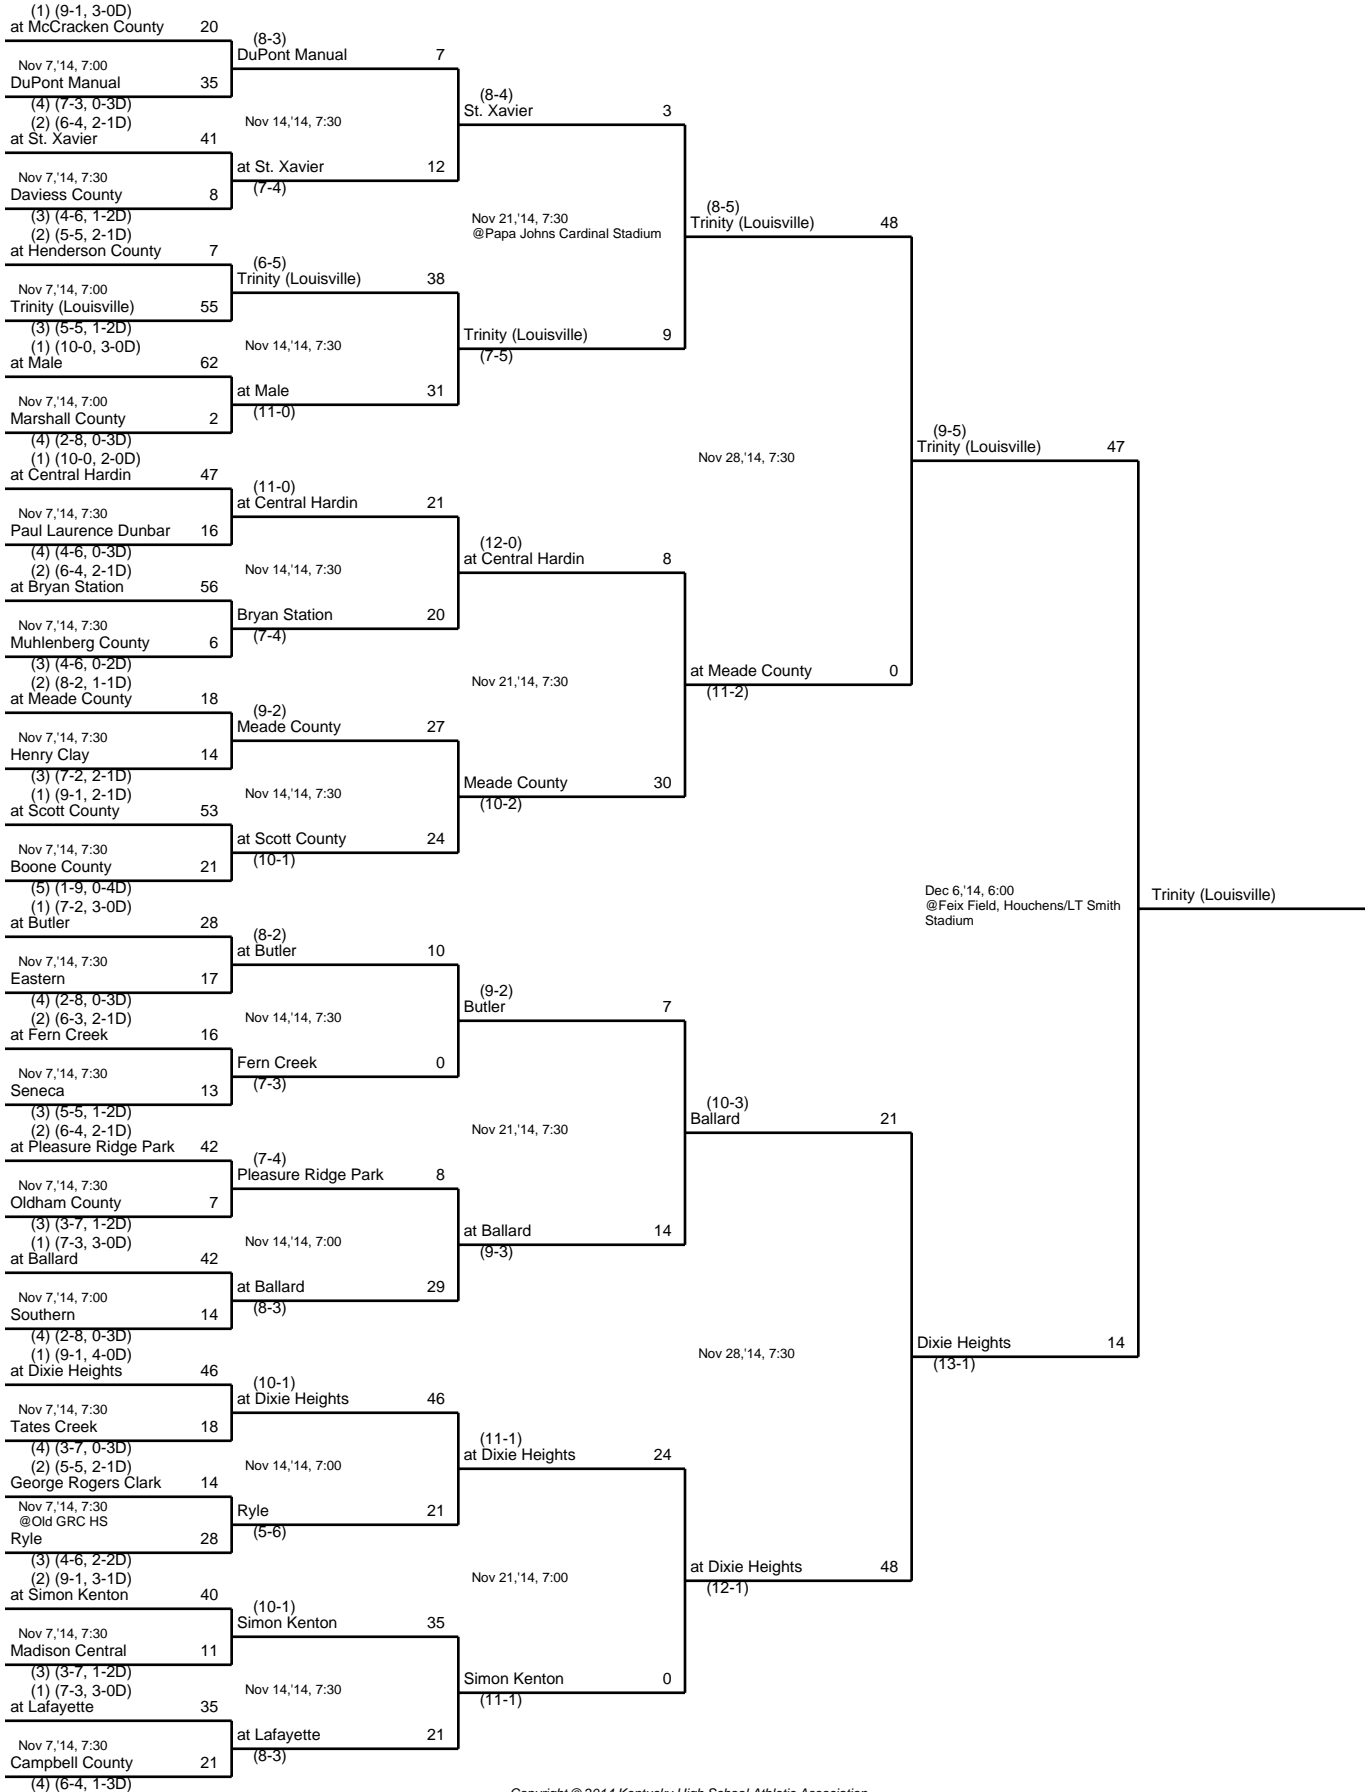 (1) (9-1, 3-0D)
at McCracken County 20
Nov 7,'14, 7:00
DuPont Manual 35
(4) (7-3, 0-3D)
(2) (6-4, 2-1D)
at St. Xavier 41
Nov 7,'14, 7:30
Daviess County 8
(3) (4-6, 1-2D)
(2) (5-5, 2-1D)
at Henderson County 7
Nov 7,'14, 7:00
Trinity (Louisville) 55
(3) (5-5, 1-2D)
(1) (10-0, 3-0D)
at Male 62
Nov 7,'14, 7:00
Marshall County 2
(4) (2-8, 0-3D)
(1) (10-0, 2-0D)
at Central Hardin 47
Nov 7,'14, 7:30
Paul Laurence Dunbar 16
(4) (4-6, 0-3D)
(2) (6-4, 2-1D)
at Bryan Station 56
Nov 7,'14, 7:30
Muhlenberg County 6
(3) (4-6, 0-2D)
(2) (8-2, 1-1D)
at Meade County 18
Nov 7,'14, 7:30
Henry Clay 14
(3) (7-2, 2-1D)
(1) (9-1, 2-1D)
at Scott County 53
Nov 7,'14, 7:30
Boone County 21
(5) (1-9, 0-4D)
(1) (7-2, 3-0D)
at Butler 28
Nov 7,'14, 7:30
Eastern 17
(4) (2-8, 0-3D)
(2) (6-3, 2-1D)
at Fern Creek 16
Nov 7,'14, 7:30
Seneca 13
(3) (5-5, 1-2D)
(2) (6-4, 2-1D)
at Pleasure Ridge Park 42
Nov 7,'14, 7:30
Oldham County 7
(3) (3-7, 1-2D)
(1) (7-3, 3-0D)
at Ballard 42
Nov 7,'14, 7:00
Southern 14
(4) (2-8, 0-3D)
(1) (9-1, 4-0D)
at Dixie Heights 46
Nov 7,'14, 7:30
Tates Creek 18
(4) (3-7, 0-3D)
(2) (5-5, 2-1D)
George Rogers Clark 14
Nov 7,'14, 7:30
@Old GRC HS
Ryle 28
(3) (4-6, 2-2D)
(2) (9-1, 3-1D)
at Simon Kenton 40
Nov 7,'14, 7:30
Madison Central 11
(3) (3-7, 1-2D)
(1) (7-3, 3-0D)
at Lafayette 35
Nov 7,'14, 7:30
Campbell County 21
(4) (6-4, 1-3D)
(8-3)
DuPont Manual 7
Nov 14,'14, 7:30
at St. Xavier 12
(7-4)
(6-5)
Trinity (Louisville) 38
Nov 14,'14, 7:30
at Male 31
(11-0)
(11-0)
at Central Hardin 21
Nov 14,'14, 7:30
Bryan Station 20
(7-4)
(9-2)
Meade County 27
Nov 14,'14, 7:30
at Scott County 24
(10-1)
(8-2)
at Butler 10
Nov 14,'14, 7:30
Fern Creek 0
(7-3)
(7-4)
Pleasure Ridge Park 8
Nov 14,'14, 7:00
at Ballard 29
(8-3)
(10-1)
at Dixie Heights 46
Nov 14,'14, 7:00
Ryle 21
(5-6)
(10-1)
Simon Kenton 35
Nov 14,'14, 7:30
at Lafayette 21
(8-3)
(8-4)
St. Xavier 3
Nov 21,'14, 7:30
@Papa Johns Cardinal Stadium
Trinity (Louisville) 9
(7-5)
(12-0)
at Central Hardin 8
Nov 21,'14, 7:30
Meade County 30
(10-2)
(9-2)
Butler 7
Nov 21,'14, 7:30
at Ballard 14
(9-3)
(11-1)
at Dixie Heights 24
Nov 21,'14, 7:00
Simon Kenton 0
(11-1)
(8-5)
Trinity (Louisville) 48
Nov 28,'14, 7:30
at Meade County 0
(11-2)
(10-3)
Ballard 21
Nov 28,'14, 7:30
at Dixie Heights 48
(12-1)
(9-5)
Trinity (Louisville) 47
Dec 6,'14, 6:00
@Feix Field, Houchens/LT Smith
Stadium
Dixie Heights 14
(13-1)
Trinity (Louisville)
Copyright © 2014 Kentucky High School Athletic Association